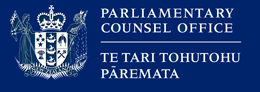 PARLIAMENTARY
COUNSEL OFFICE
TE TARI TOHUTOHU
PĀREMATA